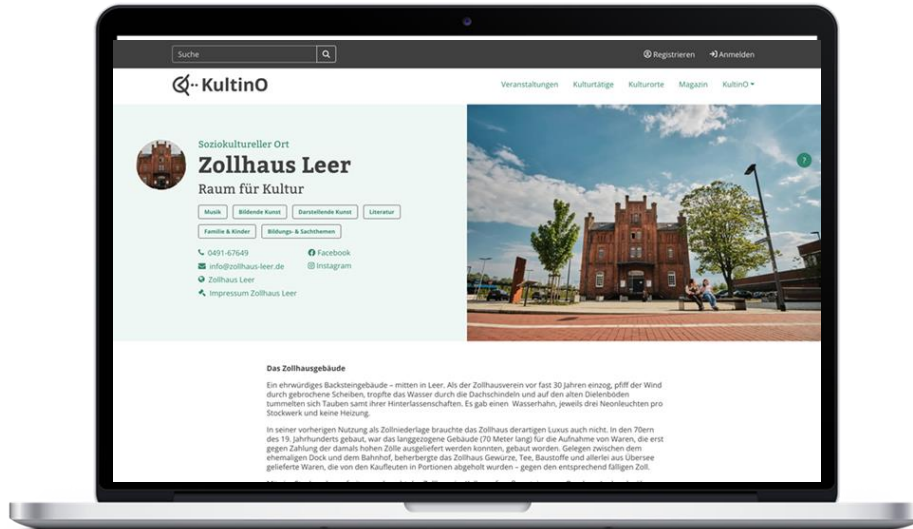 Suche
Registrieren
Anmelden
KultinO
Veranstaltungen
Kulturtätige
Kulturorte
Magazin
KultinO
Soziokultureller Ort
Zollhaus Leer
Raum für Kultur
Musik
Bildende Kunst
Darstellende Kunst
Literatur
Familie & Kinder
Bildungs- & Sachthemen
0491-67649
Facebook
info@zollhaus-leer.de
Instagram
Zollhaus Leer
Impressum Zollhaus Leer
?
Das Zollhausgebäude
Ein ehrwürdiges Backsteingebäude – mitten in Leer. Als der Zollhausverein vor fast 30 Jahren einzog, pfiff der Wind
durch gebrochene Scheiben, tropfte das Wasser durch die Dachschindeln und auf den alten Dielenböden
tummelten sich Tauben samt ihrer Hinterlassenschaften. Es gab einen Wasserhahn, jeweils drei Neonleuchten pro
Stockwerk und keine Heizung.
In seiner vorherigen Nutzung als Zollniederlage brauchte das Zollhaus derartigen Luxus auch nicht. In den 70ern
des 19. Jahrhunderts gebaut, war das langgezogene Gebäude (70 Meter lang) für die Aufnahme von Waren, die erst
gegen Zahlung der damals hohen Zölle ausgeliefert werden konnten, gebaut worden. Gelegen zwischen dem
ehemaligen Dock und dem Bahnhof, beherbergte das Zollhaus Gewürze, Tee, Baustoffe und allerlei aus Übersee
gelieferte Waren, die von den Kaufleuten in Portionen abgeholt wurden – gegen den entsprechend fälligen Zoll.